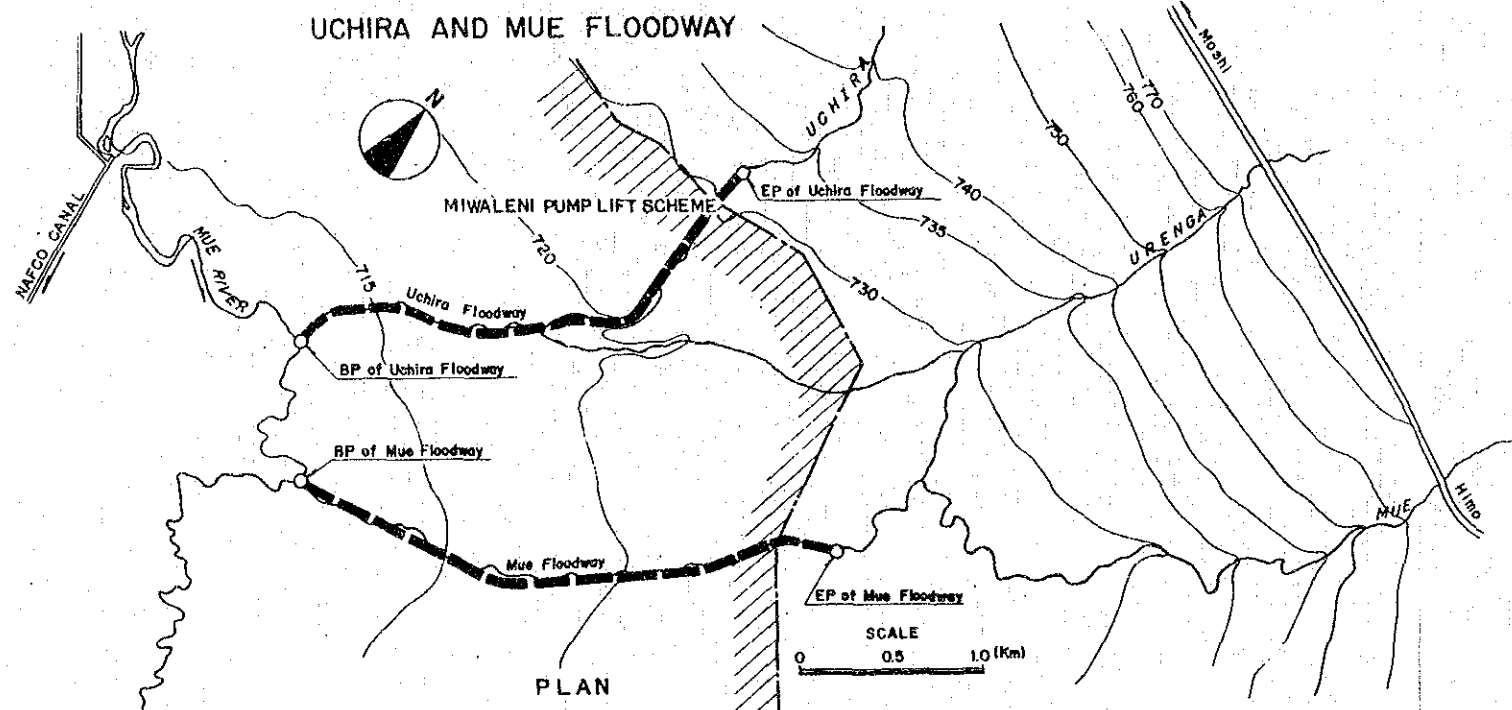 UCHIRA AND MUE FLOODWAY
N
Moshi
UCHIRA
770
760
750
740
735
730
720
715
EP of Uchira Floodway
MIWALENI PUMP LIFT SCHEME
NAFCO CANAL
MUE RIVER
URENGA
Uchira Floodway
BP of Uchira Floodway
BP of Mue Floodway
Mue Floodway
EP of Mue Floodway
MUE
Himo
SCALE
0 0.5 1.0 (Km)
PLAN